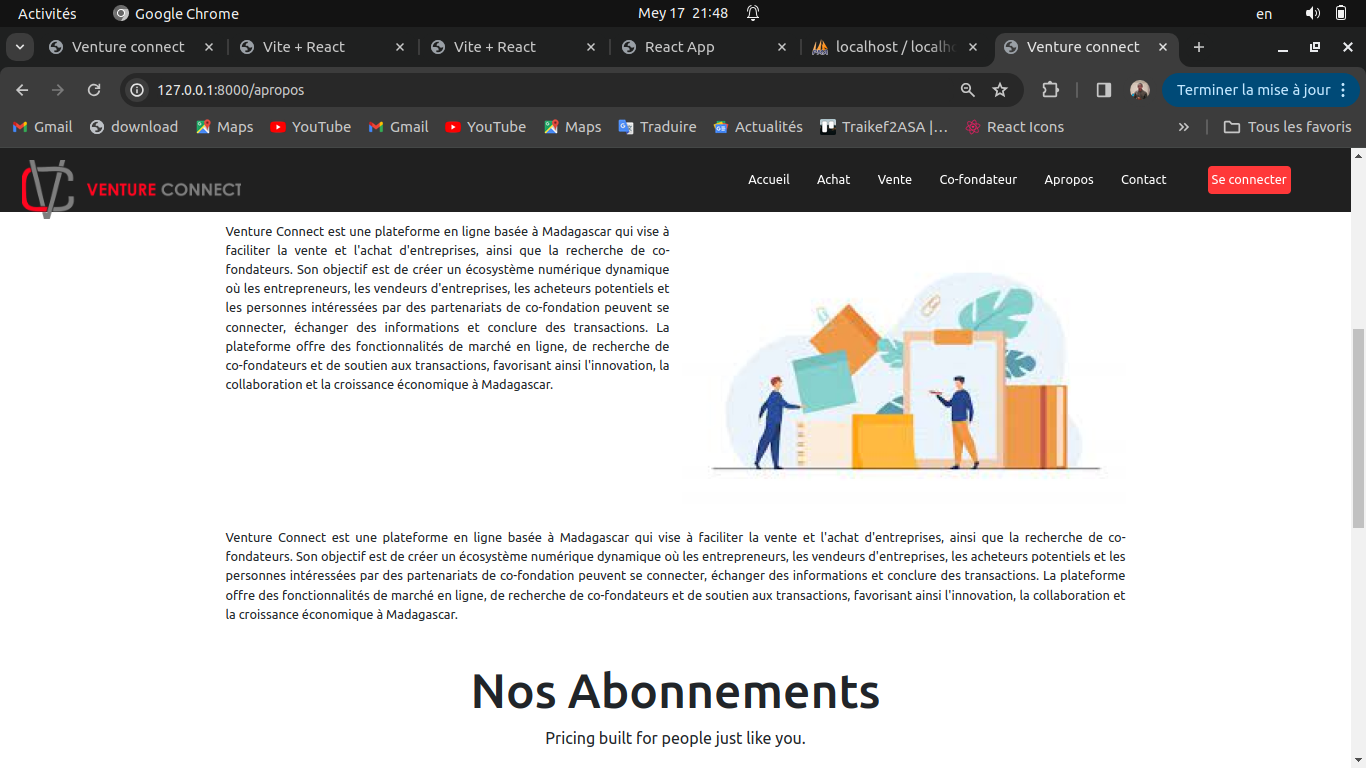 Activités Google Chrome Mey 17 21:48 en
Venture connect Vite + React Vite + React React App localhost / localh Venture connect
127.0.0.1:8000/apropos Terminer la mise à jour
Gmail download Maps YouTube Gmail YouTube Maps Traduire Actualités Traikef2ASA |… React Icons » Tous les favoris
VC VENTURE CONNECT Accueil Achat Vente Co-fondateur Apropos Contact Se connecter
Venture Connect est une plateforme en ligne basée à Madagascar qui vise à
faciliter la vente et l'achat d'entreprises, ainsi que la recherche de co-
fondateurs. Son objectif est de créer un écosystème numérique dynamique
où les entrepreneurs, les vendeurs d'entreprises, les acheteurs potentiels et
les personnes intéressées par des partenariats de co-fondation peuvent se
connecter, échanger des informations et conclure des transactions. La
plateforme offre des fonctionnalités de marché en ligne, de recherche de
co-fondateurs et de soutien aux transactions, favorisant ainsi l'innovation, la
collaboration et la croissance économique à Madagascar.
Venture Connect est une plateforme en ligne basée à Madagascar qui vise à faciliter la vente et l'achat d'entreprises, ainsi que la recherche de co-
fondateurs. Son objectif est de créer un écosystème numérique dynamique où les entrepreneurs, les vendeurs d'entreprises, les acheteurs potentiels et les
personnes intéressées par des partenariats de co-fondation peuvent se connecter, échanger des informations et conclure des transactions. La plateforme
offre des fonctionnalités de marché en ligne, de recherche de co-fondateurs et de soutien aux transactions, favorisant ainsi l'innovation, la collaboration et
la croissance économique à Madagascar.
Nos Abonnements
Pricing built for people just like you.